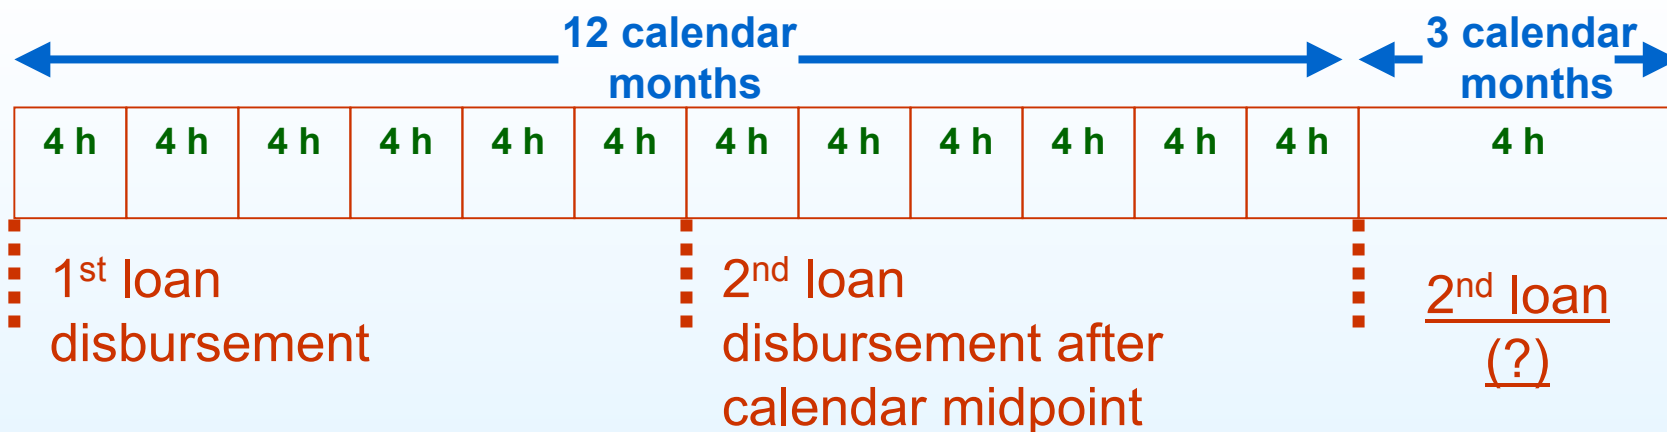 12 calendar
months
3 calendar
months
4 h 4 h 4 h 4 h 4 h 4 h 4 h 4 h 4 h 4 h 4 h 4 h 4 h
1st loan
disbursement
2nd loan
disbursement after
calendar midpoint
2nd loan
(?)